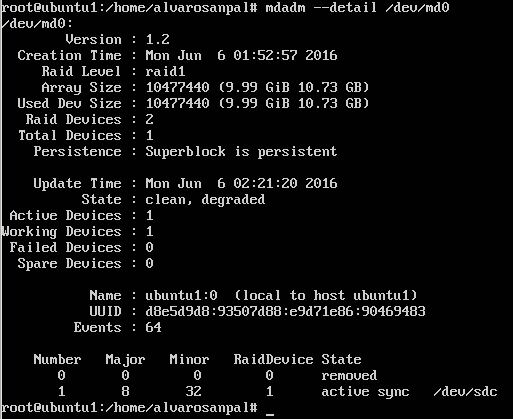 root@ubuntu1:/home/alvarosanpal# mdadm --detail /dev/md0
/dev/md0:
        Version : 1.2
  Creation Time : Mon Jun  6 01:52:57 2016
     Raid Level : raid1
     Array Size : 10477440 (9.99 GiB 10.73 GB)
  Used Dev Size : 10477440 (9.99 GiB 10.73 GB)
   Raid Devices : 2
  Total Devices : 1
    Persistence : Superblock is persistent

    Update Time : Mon Jun  6 02:21:20 2016
          State : clean, degraded
 Active Devices : 1
Working Devices : 1
 Failed Devices : 0
  Spare Devices : 0

           Name : ubuntu1:0  (local to host ubuntu1)
           UUID : d8e5d9d8:93507d88:e9d71e86:90469483
         Events : 64

    Number   Major   Minor   RaidDevice State
       0       0        0        0      removed
       1       8       32        1      active sync   /dev/sdc
root@ubuntu1:/home/alvarosanpal# _